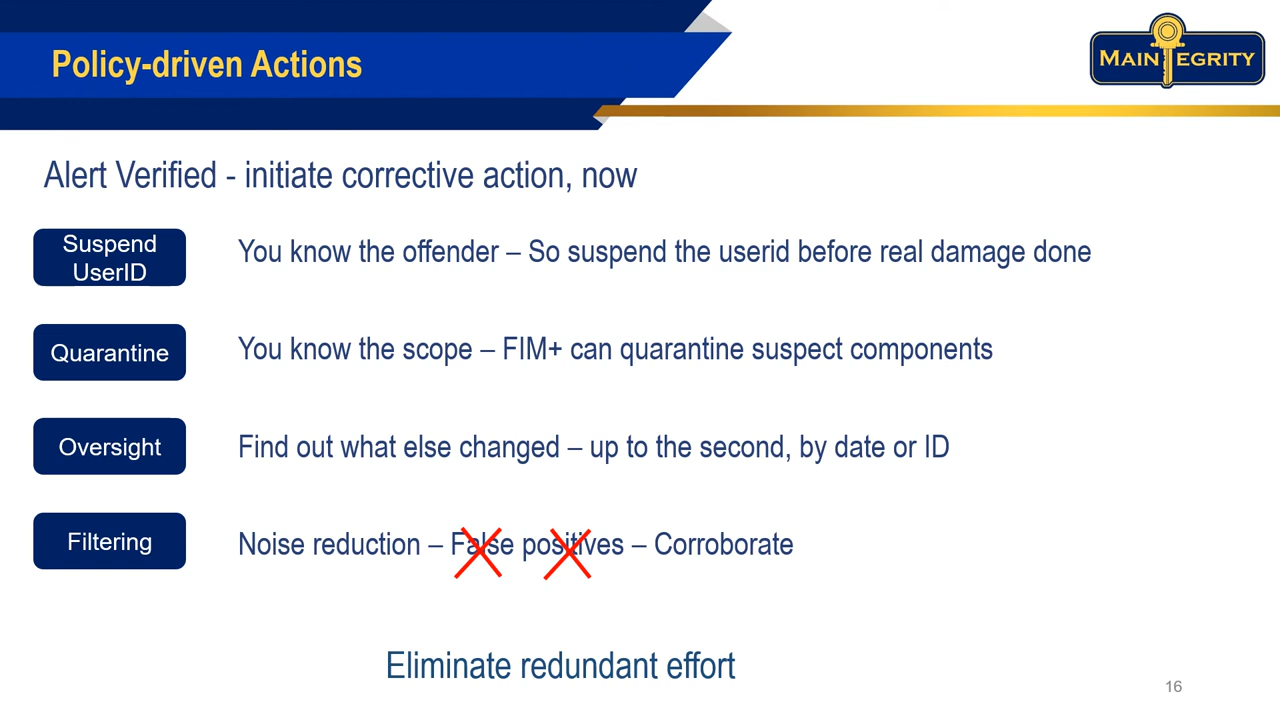 Policy-driven Actions
MAIN EGRITY
Alert Verified - initiate corrective action, now
Suspend
UserID
You know the offender – So suspend the userid before real damage done
Quarantine
You know the scope – FIM+ can quarantine suspect components
Oversight
Find out what else changed – up to the second, by date or ID
Filtering
Noise reduction – False positives – Corroborate
Eliminate redundant effort
16